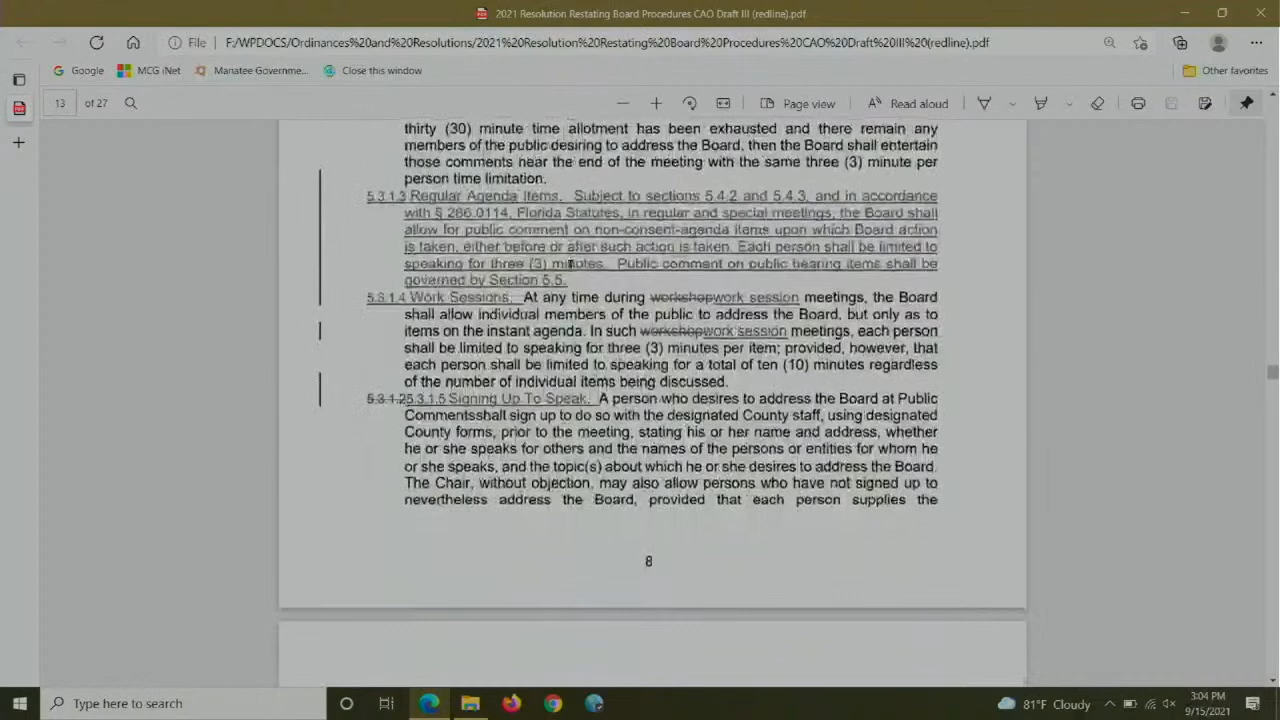 2021 Resolution Restating Board Procedures CAO Draft III (redline).pdf
File F:/WPDOCS/Ordinances%20and%20Resolutions/2021%20Resolution%20Restating%20Board%20Procedures%20CAO%20Draft%20III%20(redline).pdf
Google MCG iNet Manatee Governme... Close this window Other favorites
13 of 27 Page view Read aloud
thirty (30) minute time allotment has been exhausted and there remain any
members of the public desiring to address the Board, then the Board shall entertain
those comments near the end of the meeting with the same three (3) minute per
person time limitation.
5.3.1.3 Regular Agenda Items. Subject to sections 5.4.2 and 5.4.3, and in accordance
with § 286.0114, Florida Statutes, in regular and special meetings, the Board shall
allow for public comment on non-consent-agenda items upon which Board action
is taken, either before or after such action is taken. Each person shall be limited to
speaking for three (3) minutes. Public comment on public hearing items shall be
governed by Section 5.5.
5.3.1.4 Work Sessions. At any time during workshopwork session meetings, the Board
shall allow individual members of the public to address the Board, but only as to
items on the instant agenda. In such workshopwork session meetings, each person
shall be limited to speaking for three (3) minutes per item; provided, however, that
each person shall be limited to speaking for a total of ten (10) minutes regardless
of the number of individual items being discussed.
5.3.1.25.3.1.5 Signing Up To Speak. A person who desires to address the Board at Public
Commentsshall sign up to do so with the designated County staff, using designated
County forms, prior to the meeting, stating his or her name and address, whether
he or she speaks for others and the names of the persons or entities for whom he
or she speaks, and the topic(s) about which he or she desires to address the Board.
The Chair, without objection, may also allow persons who have not signed up to
nevertheless address the Board, provided that each person supplies the
8
Type here to search 81°F Cloudy 3:04 PM
9/15/2021